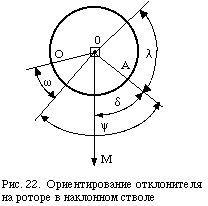 0
O
λ
A
ω
δ
ψ
M
Рис. 22. Ориентирование отклонителя
на роторе в наклонном стволе